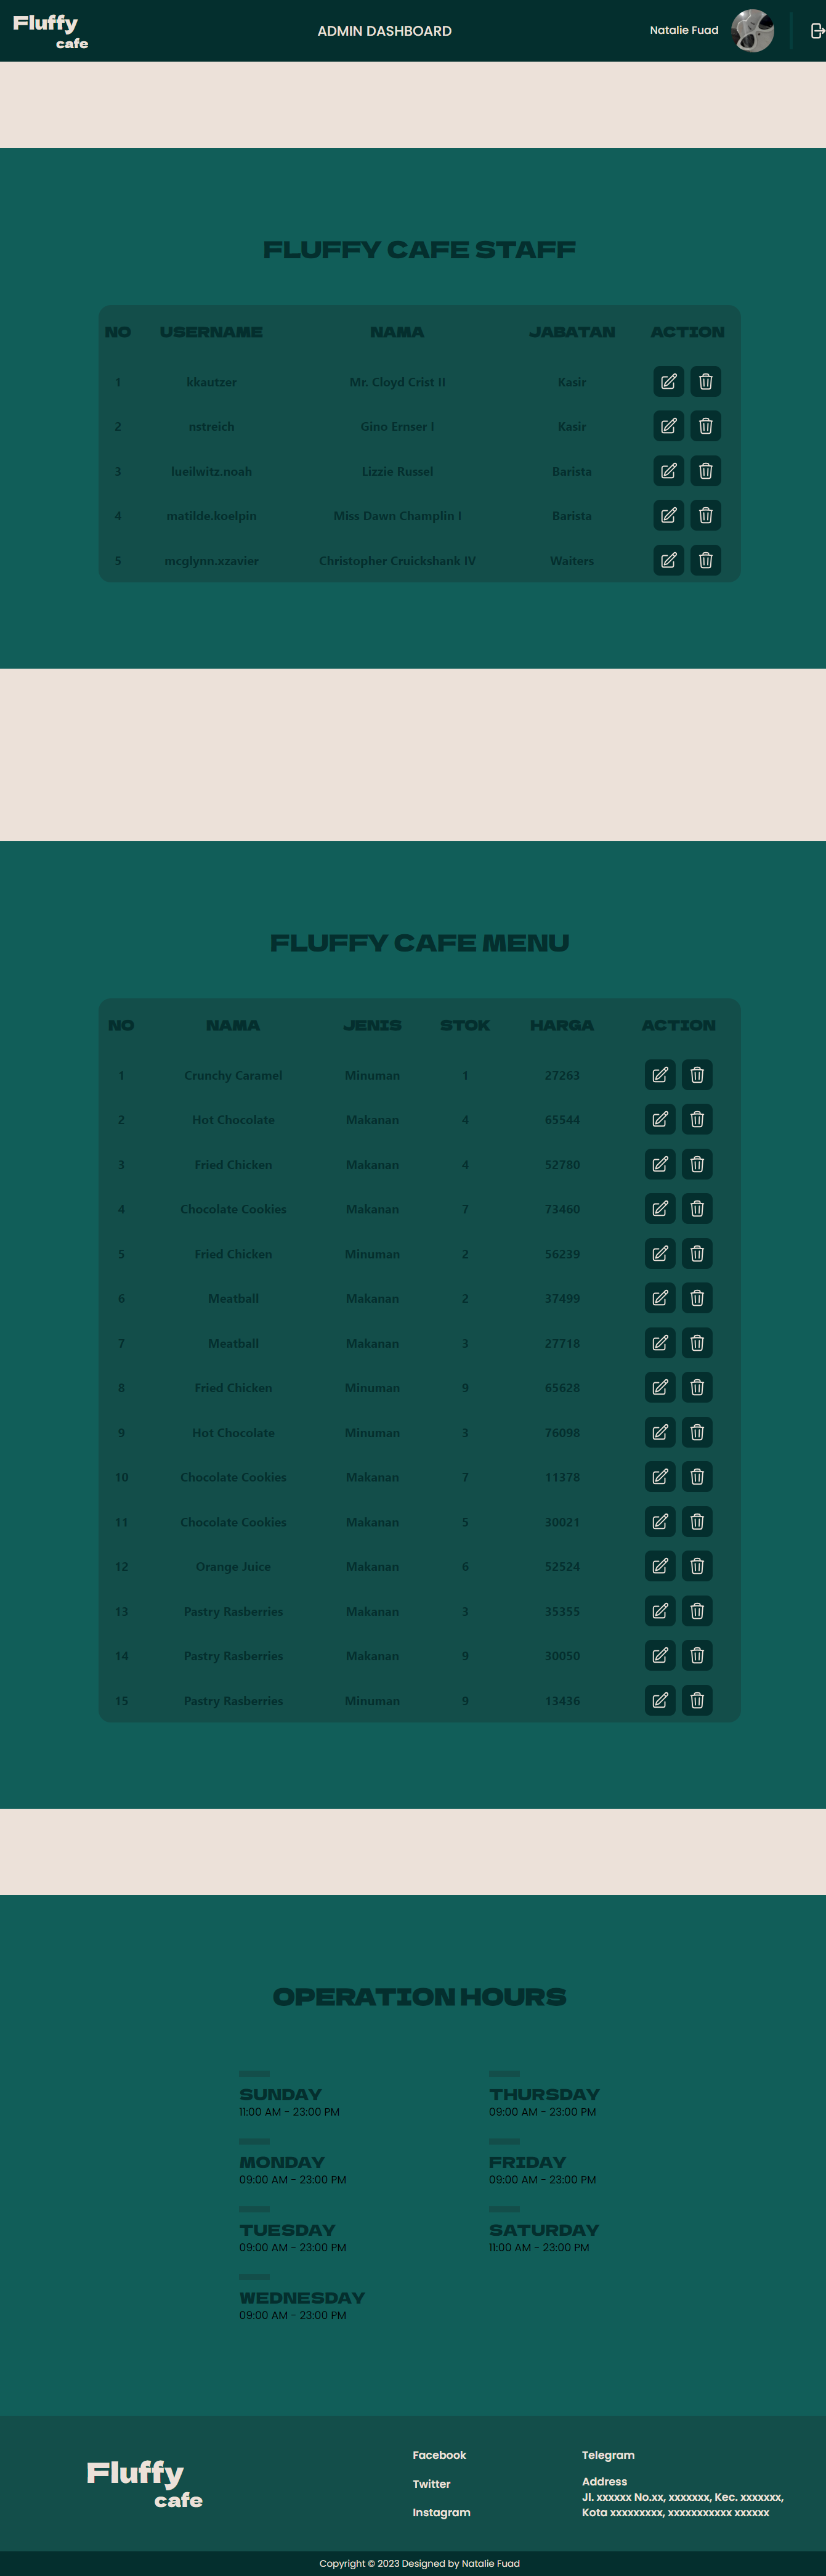 Fluffy
cafe
ADMIN DASHBOARD
Natalie Fuad
FLUFFY CAFE STAFF
NO USERNAME NAMA JABATAN ACTION
1 kkautzer Mr. Cloyd Crist II Kasir
2 nstreich Gino Ernser I Kasir
3 lueilwitz.noah Lizzie Russel Barista
4 matilde.koelpin Miss Dawn Champlin I Barista
5 mcglynn.xzavier Christopher Cruickshank IV Waiters
FLUFFY CAFE MENU
NO NAMA JENIS STOK HARGA ACTION
1 Crunchy Caramel Minuman 1 27263
2 Hot Chocolate Makanan 4 65544
3 Fried Chicken Makanan 4 52780
4 Chocolate Cookies Makanan 7 73460
5 Fried Chicken Minuman 2 56239
6 Meatball Makanan 2 37499
7 Meatball Makanan 3 27718
8 Fried Chicken Minuman 9 65628
9 Hot Chocolate Minuman 3 76098
10 Chocolate Cookies Makanan 7 11378
11 Chocolate Cookies Makanan 5 30021
12 Orange Juice Makanan 6 52524
13 Pastry Rasberries Makanan 3 35355
14 Pastry Rasberries Makanan 9 30050
15 Pastry Rasberries Minuman 9 13436
OPERATION HOURS
SUNDAY
11:00 AM - 23:00 PM
MONDAY
09:00 AM - 23:00 PM
TUESDAY
09:00 AM - 23:00 PM
WEDNESDAY
09:00 AM - 23:00 PM
THURSDAY
09:00 AM - 23:00 PM
FRIDAY
09:00 AM - 23:00 PM
SATURDAY
11:00 AM - 23:00 PM
Fluffy
cafe
Facebook
Twitter
Instagram
Telegram
Address
Jl. xxxxxx No.xx, xxxxxxx, Kec. xxxxxxx,
Kota xxxxxxxxx, xxxxxxxxxxx xxxxxx
Copyright © 2023 Designed by Natalie Fuad